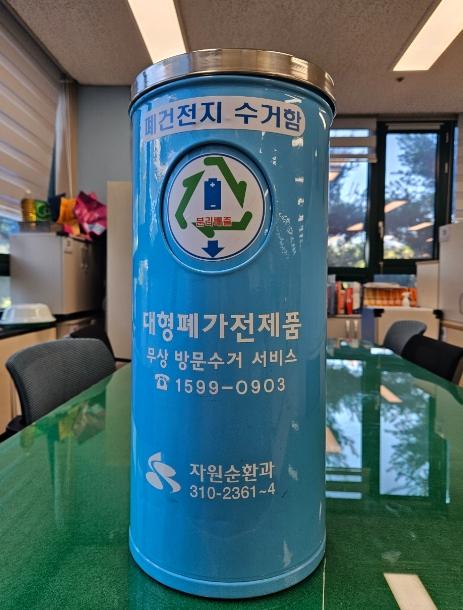 폐건전지 수거함
분리배출
대형폐가전제품
무상 방문수거 서비스
☎ 1599-0903
자원순환과
310-2361~4